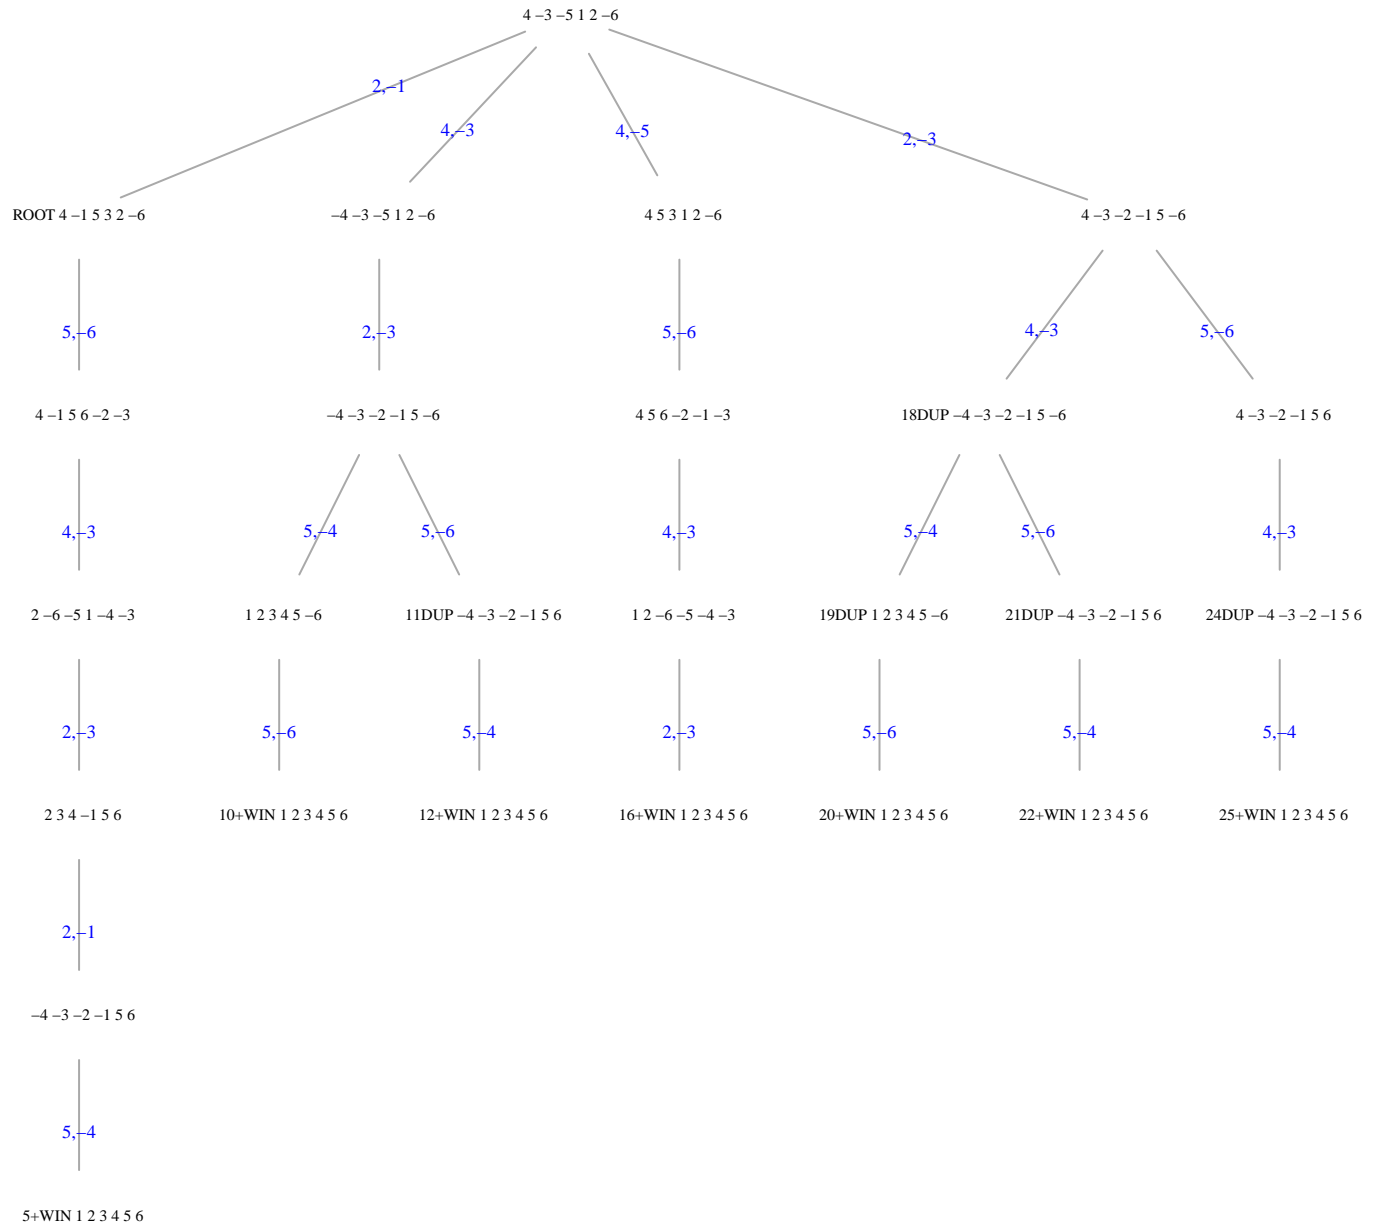 4 –3 –5 1 2 –6
2,–1
4,–3
4,–5
2,–3
ROOT 4 –1 5 3 2 –6
–4 –3 –5 1 2 –6
4 5 3 1 2 –6
4 –3 –2 –1 5 –6
5,–6
2,–3
5,–6
4,–3
5,–6
4 –1 5 6 –2 –3
–4 –3 –2 –1 5 –6
4 5 6 –2 –1 –3
18DUP –4 –3 –2 –1 5 –6
4 –3 –2 –1 5 6
4,–3
5,–4
5,–6
4,–3
5,–4
5,–6
4,–3
2 –6 –5 1 –4 –3
1 2 3 4 5 –6
11DUP –4 –3 –2 –1 5 6
1 2 –6 –5 –4 –3
19DUP 1 2 3 4 5 –6
21DUP –4 –3 –2 –1 5 6
24DUP –4 –3 –2 –1 5 6
2,–3
5,–6
5,–4
2,–3
5,–6
5,–4
5,–4
2 3 4 –1 5 6
10+WIN 1 2 3 4 5 6
12+WIN 1 2 3 4 5 6
16+WIN 1 2 3 4 5 6
20+WIN 1 2 3 4 5 6
22+WIN 1 2 3 4 5 6
25+WIN 1 2 3 4 5 6
2,–1
–4 –3 –2 –1 5 6
5,–4
5+WIN 1 2 3 4 5 6